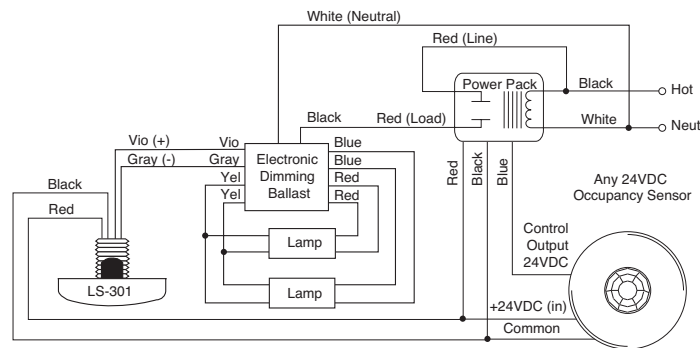 White (Neutral)
Red (Line)
Power Pack
Black
Hot
Black
Red (Load)
White
Neut
Vio (+)
Vio
Blue
Gray (-)
Gray
Electronic
Dimming
Ballast
Blue
Yel
Red
Yel
Red
Black
Red
Red
Black
Blue
Any 24VDC
Occupancy Sensor
Lamp
Control
Output
24VDC
LS-301
Lamp
+24VDC (in)
Common